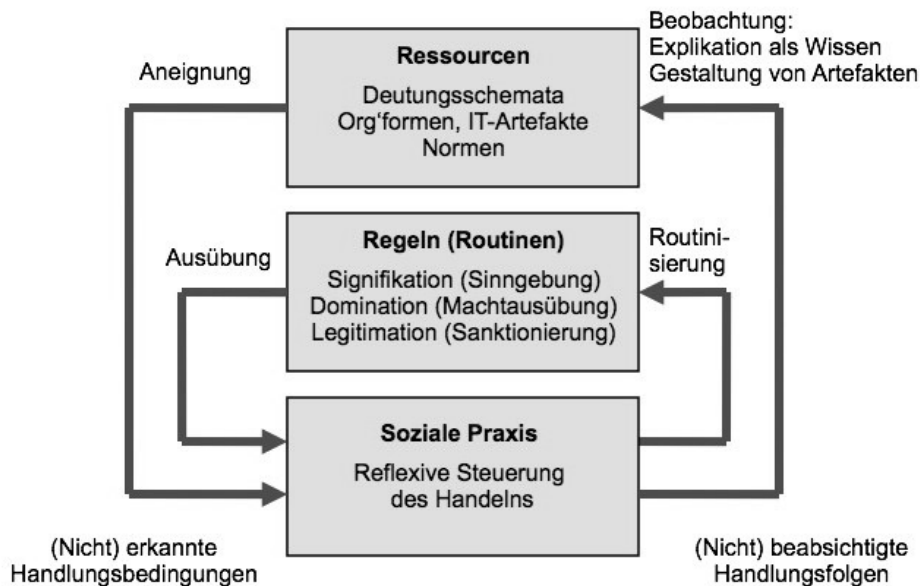 Beobachtung:
Explikation als Wissen
Gestaltung von Artefakten
Aneignung
Ressourcen
Deutungsschemata
Org'formen, IT-Artefakte
Normen
Ausübung
Regeln (Routinen)
Signifikation (Sinngebung)
Domination (Machtausübung)
Legitimation (Sanktionierung)
Routini-
sierung
Soziale Praxis
Reflexive Steuerung
des Handelns
(Nicht) erkannte
Handlungsbedingungen
(Nicht) beabsichtigte
Handlungsfolgen